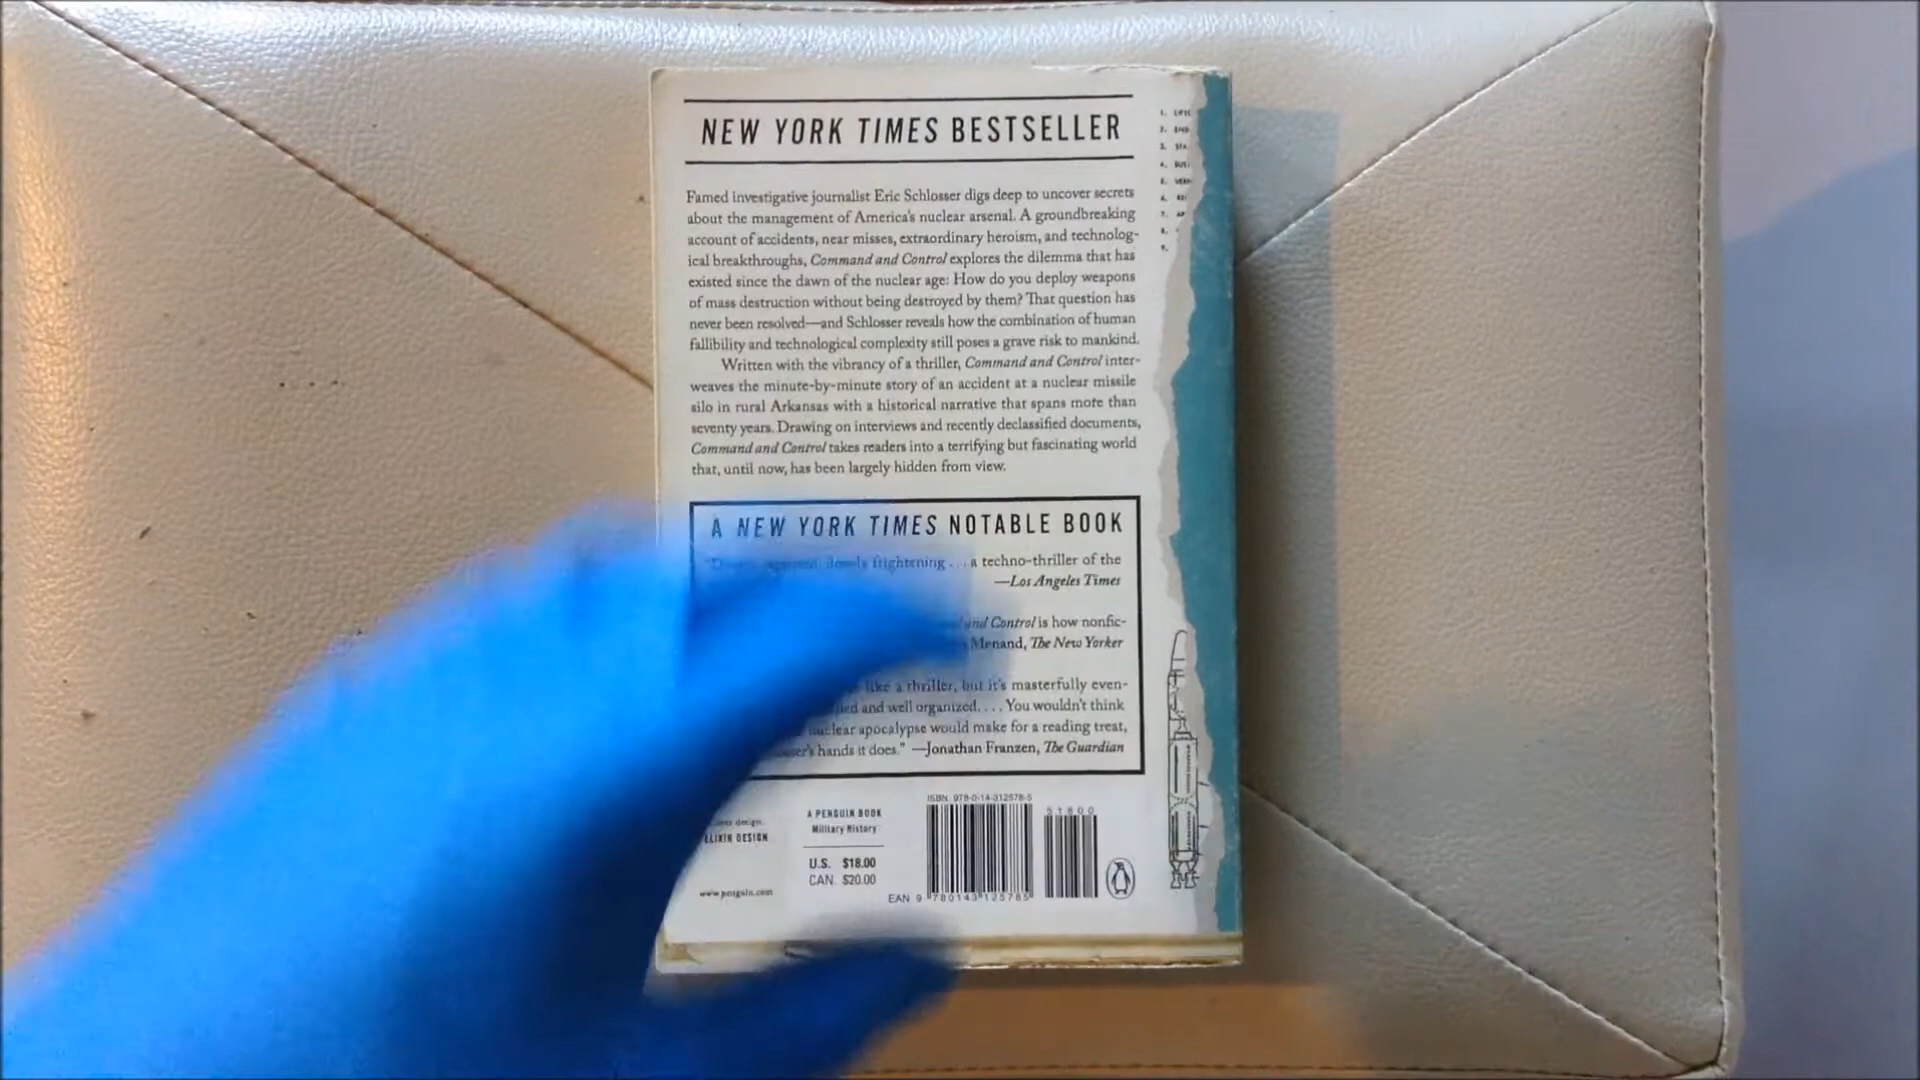 NEW YORK TIMES BESTSELLER
Famed investigative journalist Eric Schlosser digs deep to uncover secrets
about the management of America's nuclear arsenal. A groundbreaking
account of accidents, near misses, extraordinary heroism, and technolog-
ical breakthroughs, Command and Control explores the dilemma that has
existed since the dawn of the nuclear age: How do you deploy weapons
of mass destruction without being destroyed by them? That question has
never been resolved—and Schlosser reveals how the combination of human
fallibility and technological complexity still poses a grave risk to mankind.
Written with the vibrancy of a thriller, Command and Control inter-
weaves the minute-by-minute story of an accident at a nuclear missile
silo in rural Arkansas with a historical narrative that spans more than
seventy years. Drawing on interviews and recently declassified documents,
Command and Control takes readers into a terrifying but fascinating world
that, until now, has been largely hidden from view.
A NEW YORK TIMES NOTABLE BOOK
frightening . . . a techno-thriller of the
—Los Angeles Times
and Control is how nonfic-
Menand, The New Yorker
like a thriller, but it's masterfully even-
and well organized. . . . You wouldn't think
nuclear apocalypse would make for a reading treat,
hands it does." —Jonathan Franzen, The Guardian
ISBN 978-0-14-312578-5
51800
design:
ELIXIR DESIGN
www.penguin.com
A PENGUIN BOOK
Military History
U.S. $18.00
CAN. $20.00
EAN 9 780143 125785